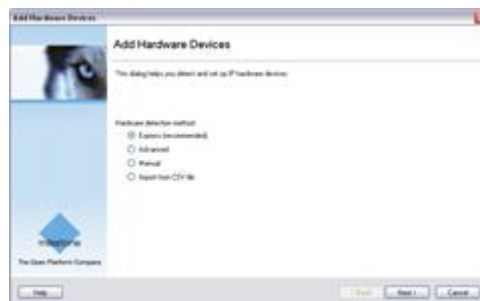 Add Hardware Devices
Add Hardware Devices
This dialog helps you detect and set up IP hardware devices.
Hardware detection method
Express (recommended)
Advanced
Manual
Import from CSV file
milestone
The Open Platform Company
Help
< Back
Next >
Cancel